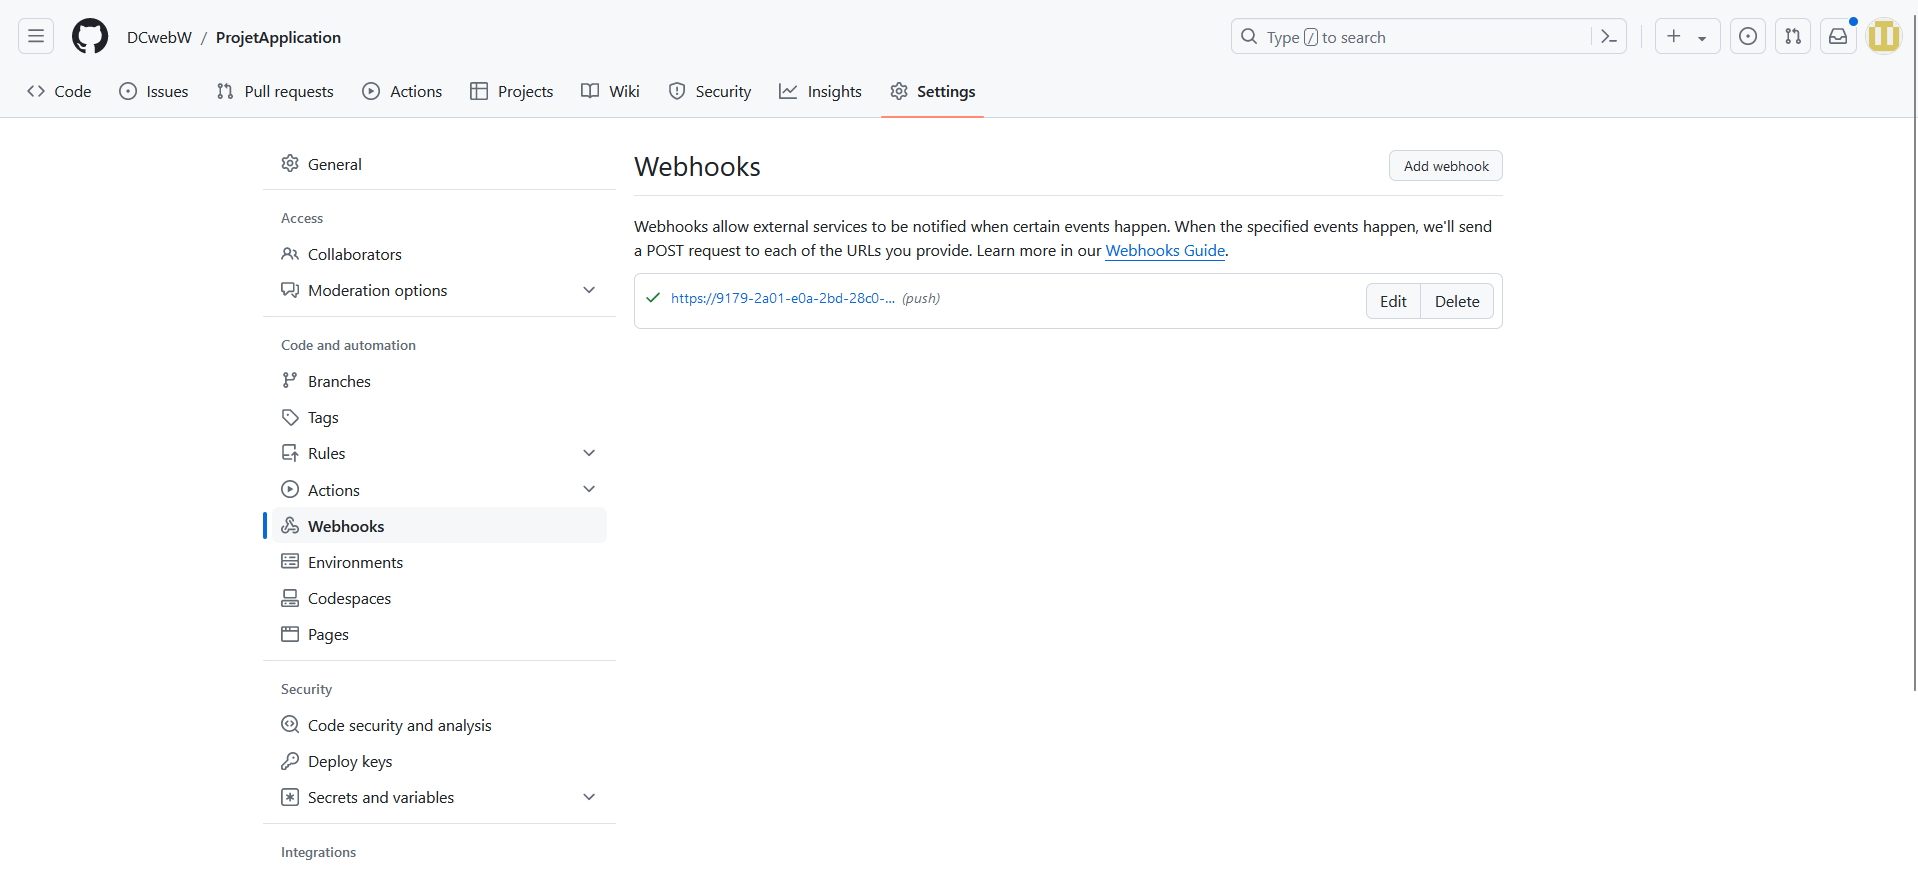 DCwebW / ProjetApplication
Type / to search
Code Issues Pull requests Actions Projects Wiki Security Insights Settings
General
Access
Collaborators
Moderation options
Code and automation
Branches
Tags
Rules
Actions
Webhooks
Environments
Codespaces
Pages
Security
Code security and analysis
Deploy keys
Secrets and variables
Integrations
Webhooks
Add webhook
Webhooks allow external services to be notified when certain events happen. When the specified events happen, we'll send
a POST request to each of the URLs you provide. Learn more in our Webhooks Guide.
https://9179-2a01-e0a-2bd-28c0-... (push)
Edit Delete